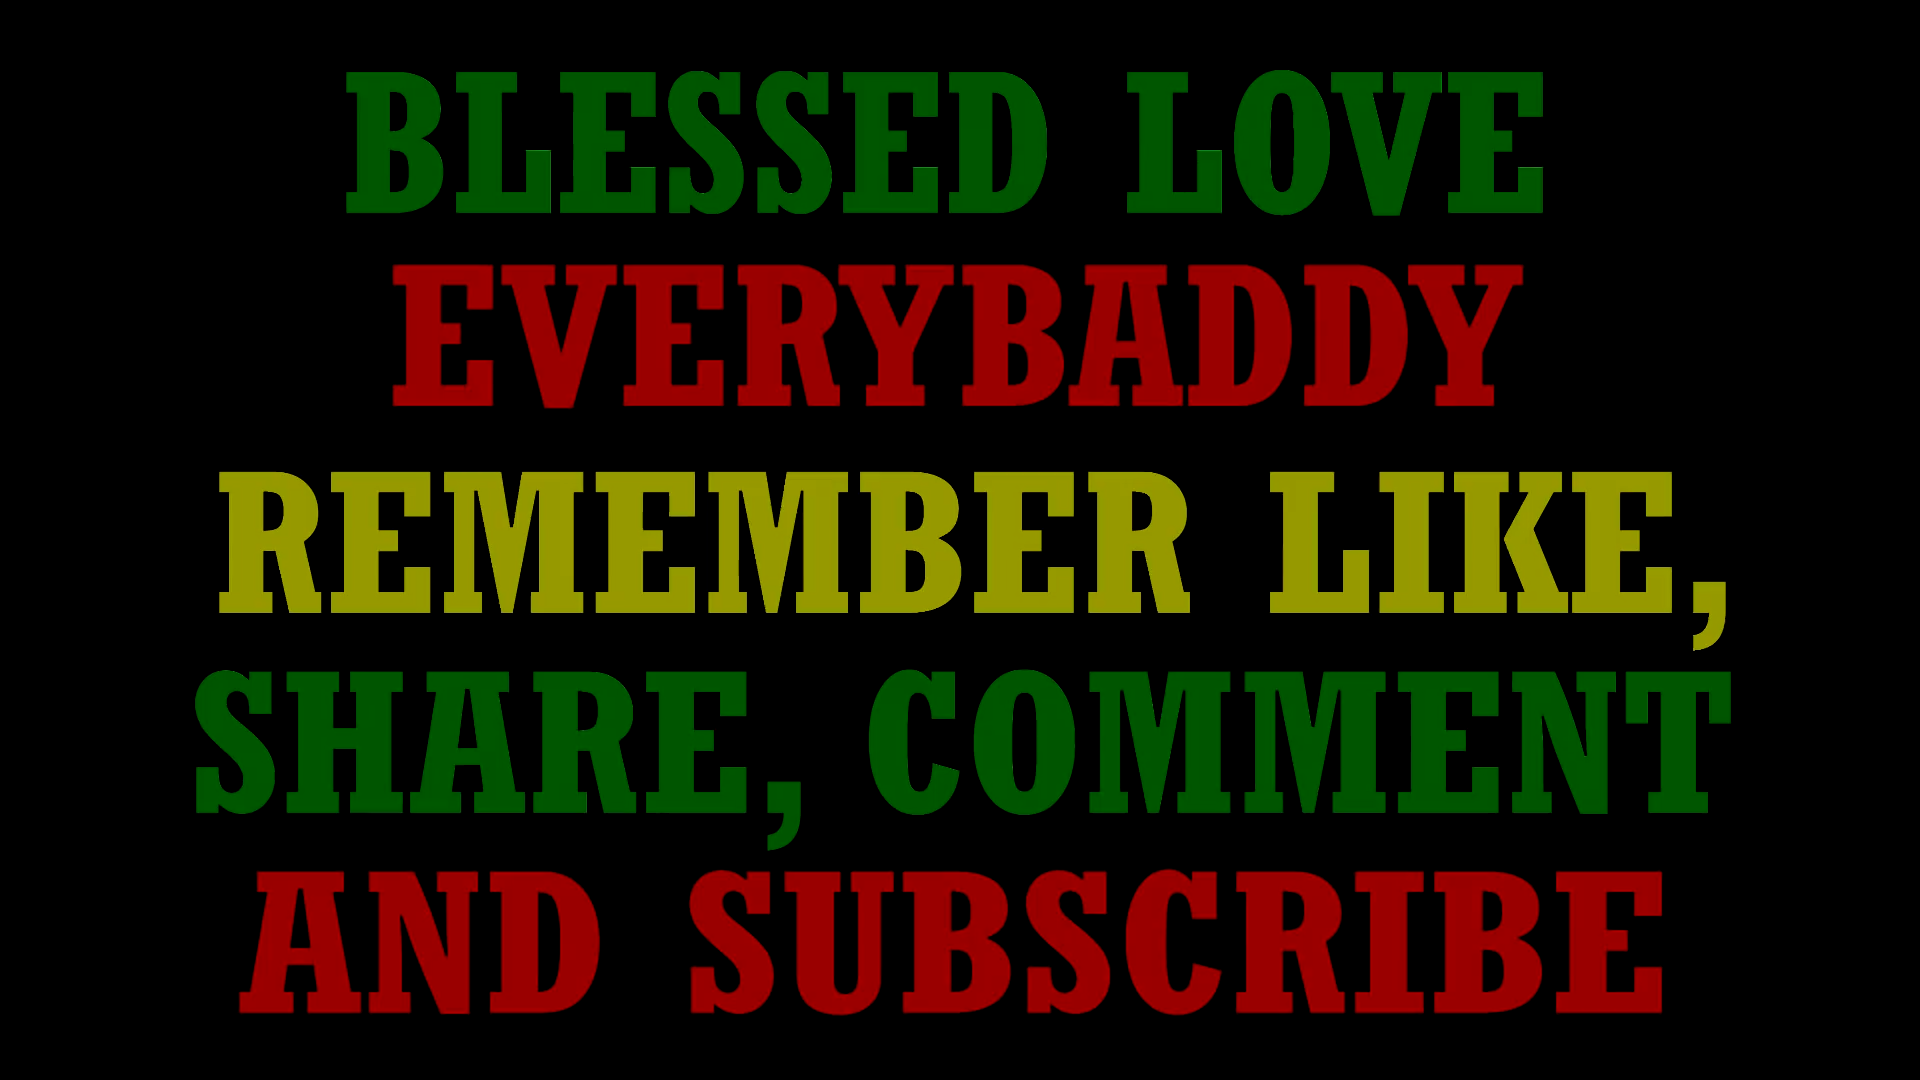 BLESSED LOVE
EVERYBADDY
REMEMBER LIKE,
SHARE, COMMENT
AND SUBSCRIBE